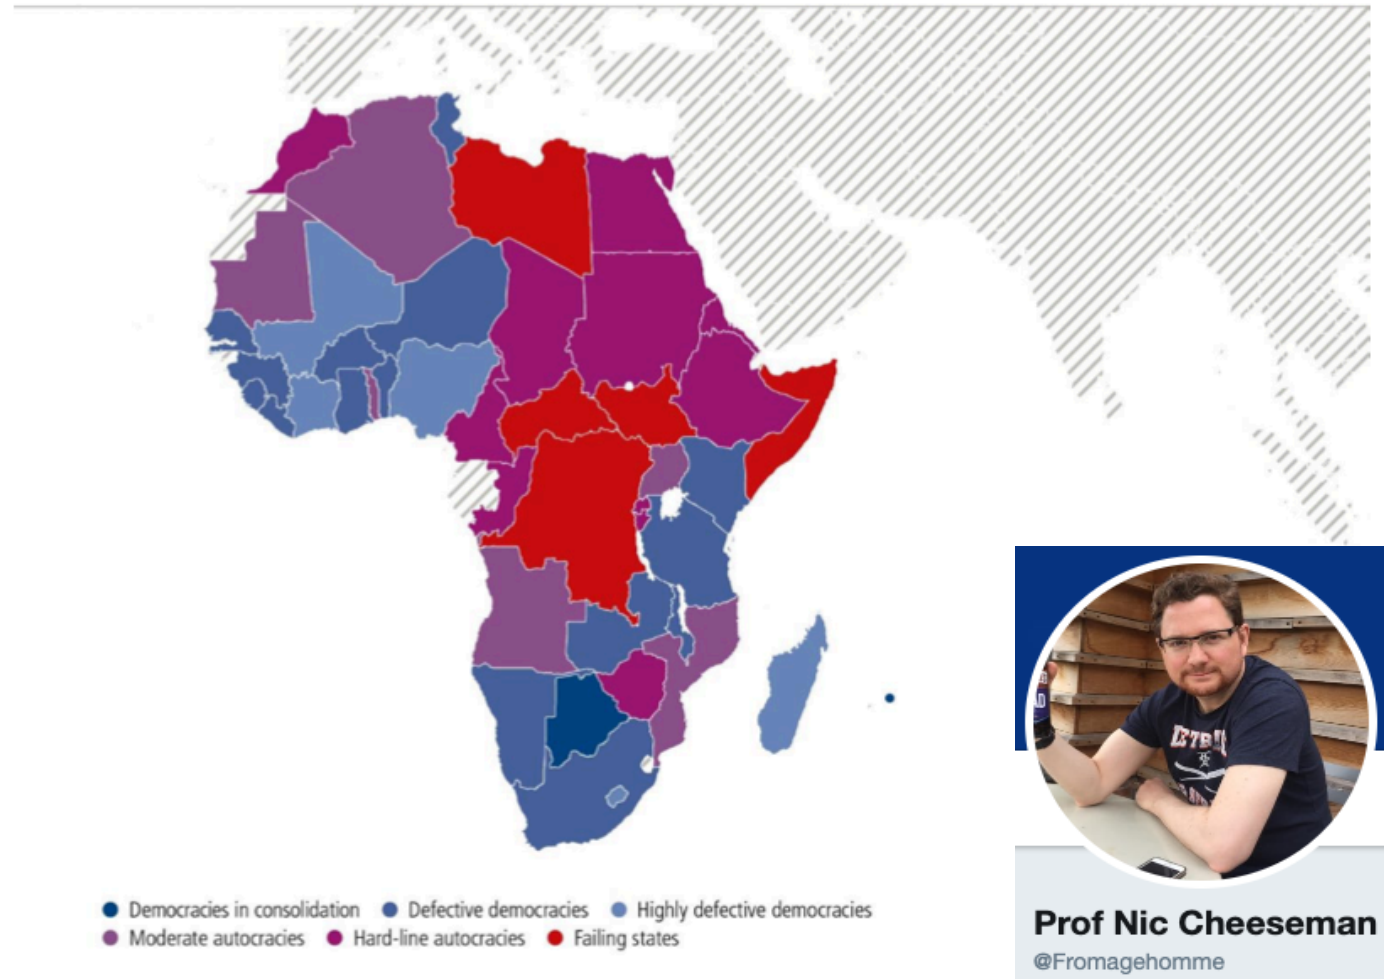 Democracies in consolidation
Defective democracies
Highly defective democracies
Moderate autocracies
Hard-line autocracies
Failing states
AD
Prof Nic Cheeseman
@Fromagehomme